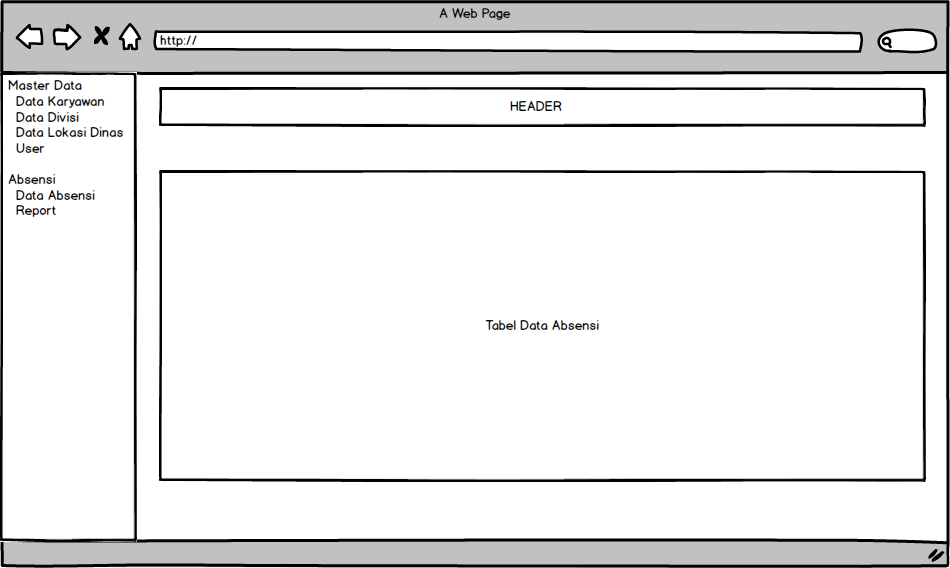 A Web Page
http://
Master Data
Data Karyawan
Data Divisi
Data Lokasi Dinas
User
Absensi
Data Absensi
Report
HEADER
Tabel Data Absensi